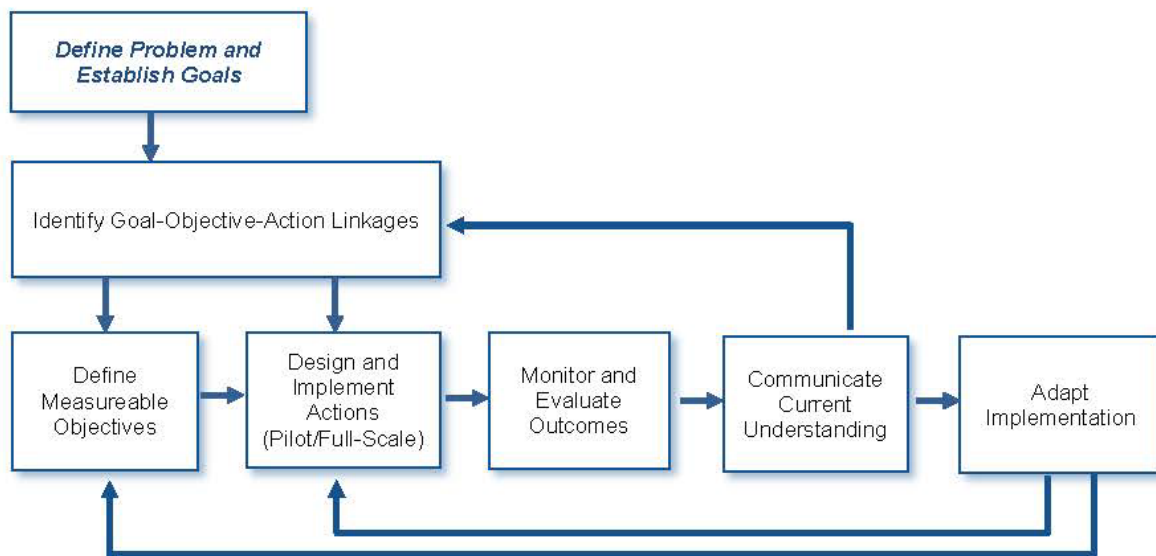 Define Problem and
Establish Goals
Identify Goal-Objective-Action Linkages
Define
Measureable
Objectives
Design and
Implement
Actions
(Pilot/Full-Scale)
Monitor and
Evaluate
Outcomes
Communicate
Current
Understanding
Adapt
Implementation